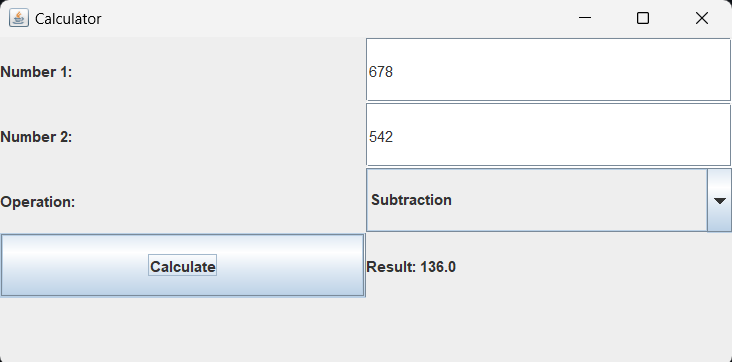 Calculator
Number 1:
678
Number 2:
542
Operation:
Subtraction
Calculate
Result: 136.0